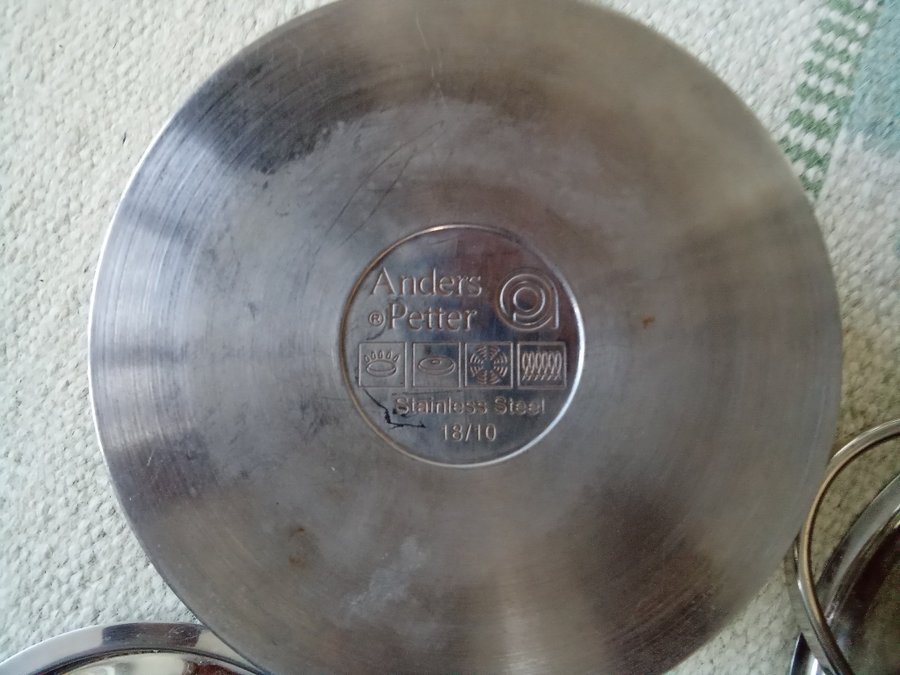 Anders
® Petter
Stainless Steel
18/10